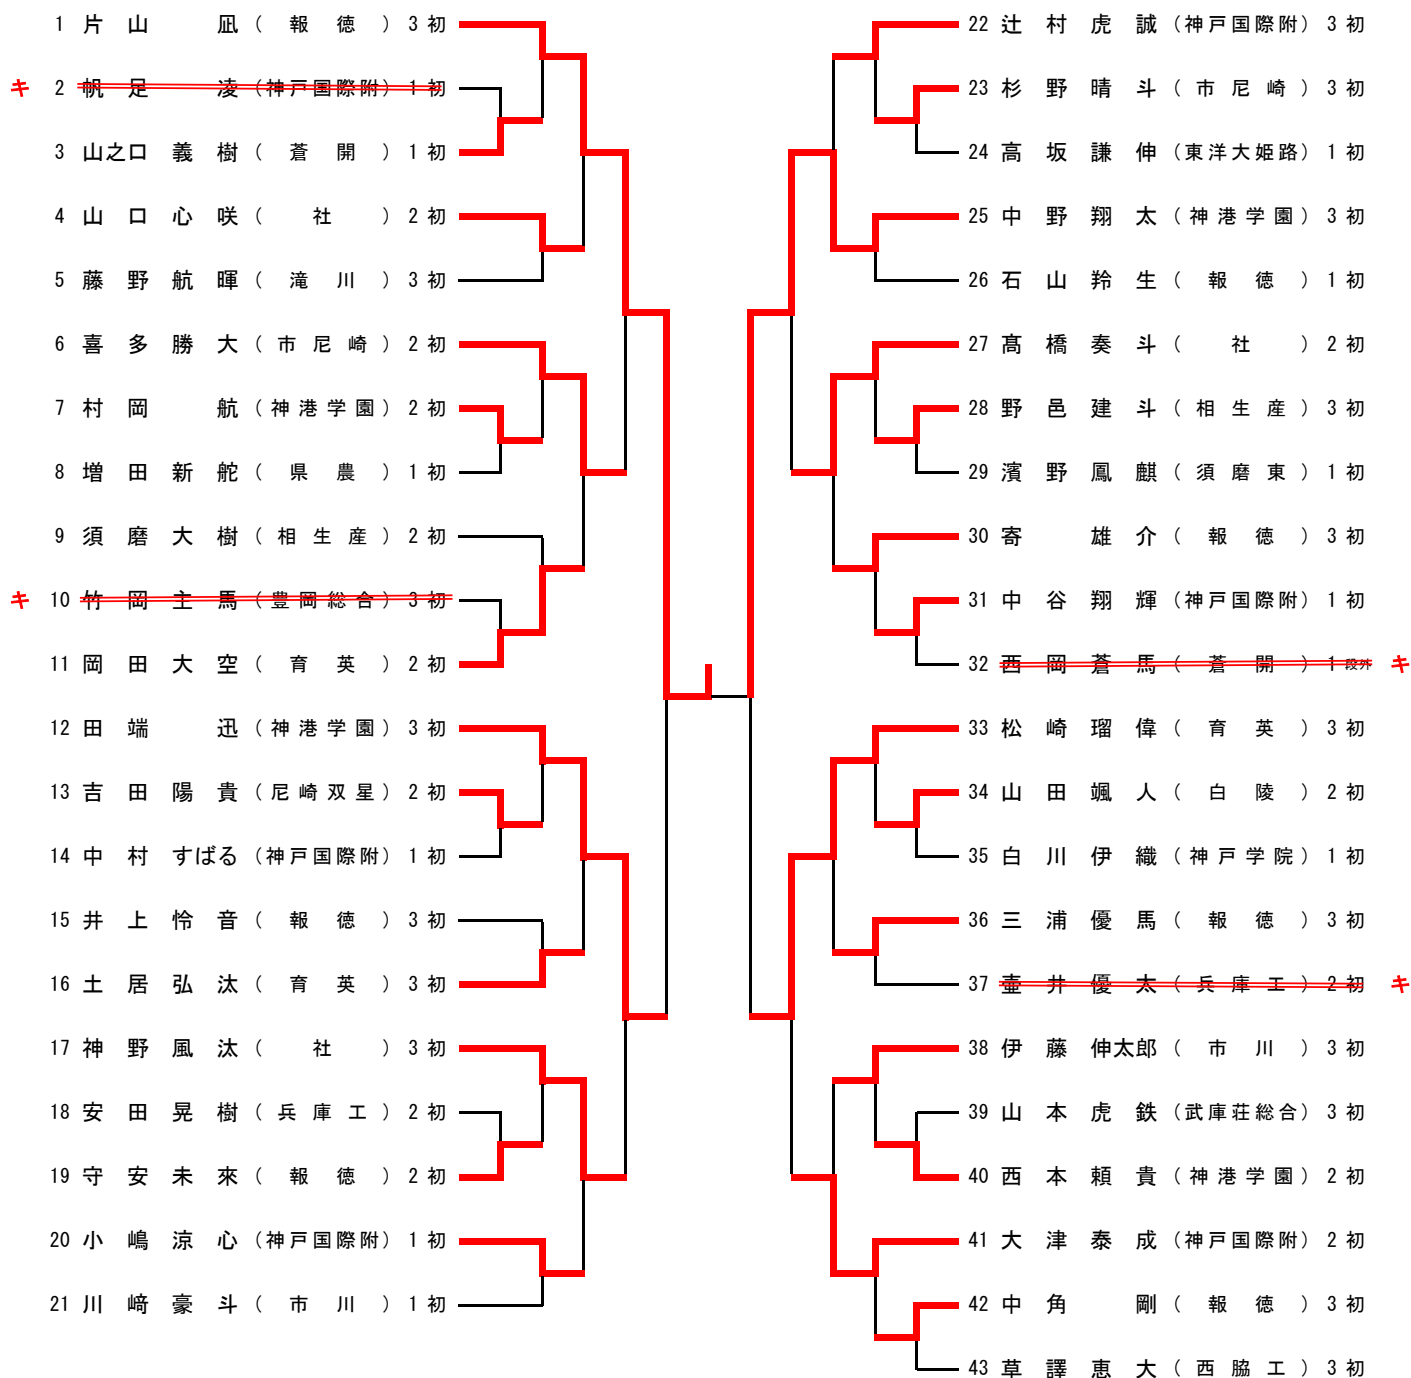 1 片山 凪 (報徳) 3 初
キ 2 帆足 凌 (神戸国際附) 1 初
3 山之口 義樹 (蒼開) 1 初
4 山口心咲 (社) 2 初
5 藤野航暉 (滝川) 3 初
6 喜多勝大 (市尼崎) 2 初
7 村岡 航 (神港学園) 2 初
8 増田新舵 (県農) 1 初
9 須磨大樹 (相生産) 2 初
キ 10 竹岡主馬 (豊岡総合) 3 初
11 岡田大空 (育英) 2 初
12 田端 迅 (神港学園) 3 初
13 吉田陽貴 (尼崎双星) 2 初
14 中村 すばる (神戸国際附) 1 初
15 井上怜音 (報徳) 3 初
16 土居弘汰 (育英) 3 初
17 神野風汰 (社) 3 初
18 安田晃樹 (兵庫工) 2 初
19 守安未來 (報徳) 2 初
20 小嶋涼心 (神戸国際附) 1 初
21 川﨑豪斗 (市川) 1 初
22 辻村虎誠 (神戸国際附) 3 初
23 杉野晴斗 (市尼崎) 3 初
24 高坂謙伸 (東洋大姫路) 1 初
25 中野翔太 (神港学園) 3 初
26 石山羚生 (報徳) 1 初
27 髙橋奏斗 (社) 2 初
28 野邑建斗 (相生産) 3 初
29 濱野鳳麒 (須磨東) 1 初
30 寄 雄介 (報徳) 3 初
31 中谷翔輝 (神戸国際附) 1 初
32 西岡蒼馬 (蒼開) 1 段外 キ
33 松崎瑠偉 (育英) 3 初
34 山田颯人 (白陵) 2 初
35 白川伊織 (神戸学院) 1 初
36 三浦優馬 (報徳) 3 初
37 壷井優太 (兵庫工) 2 初 キ
38 伊藤 伸太郎 (市川) 3 初
39 山本虎鉄 (武庫荘総合) 3 初
40 西本頼貴 (神港学園) 2 初
41 大津泰成 (神戸国際附) 2 初
42 中角 剛 (報徳) 3 初
43 草譯恵大 (西脇工) 3 初